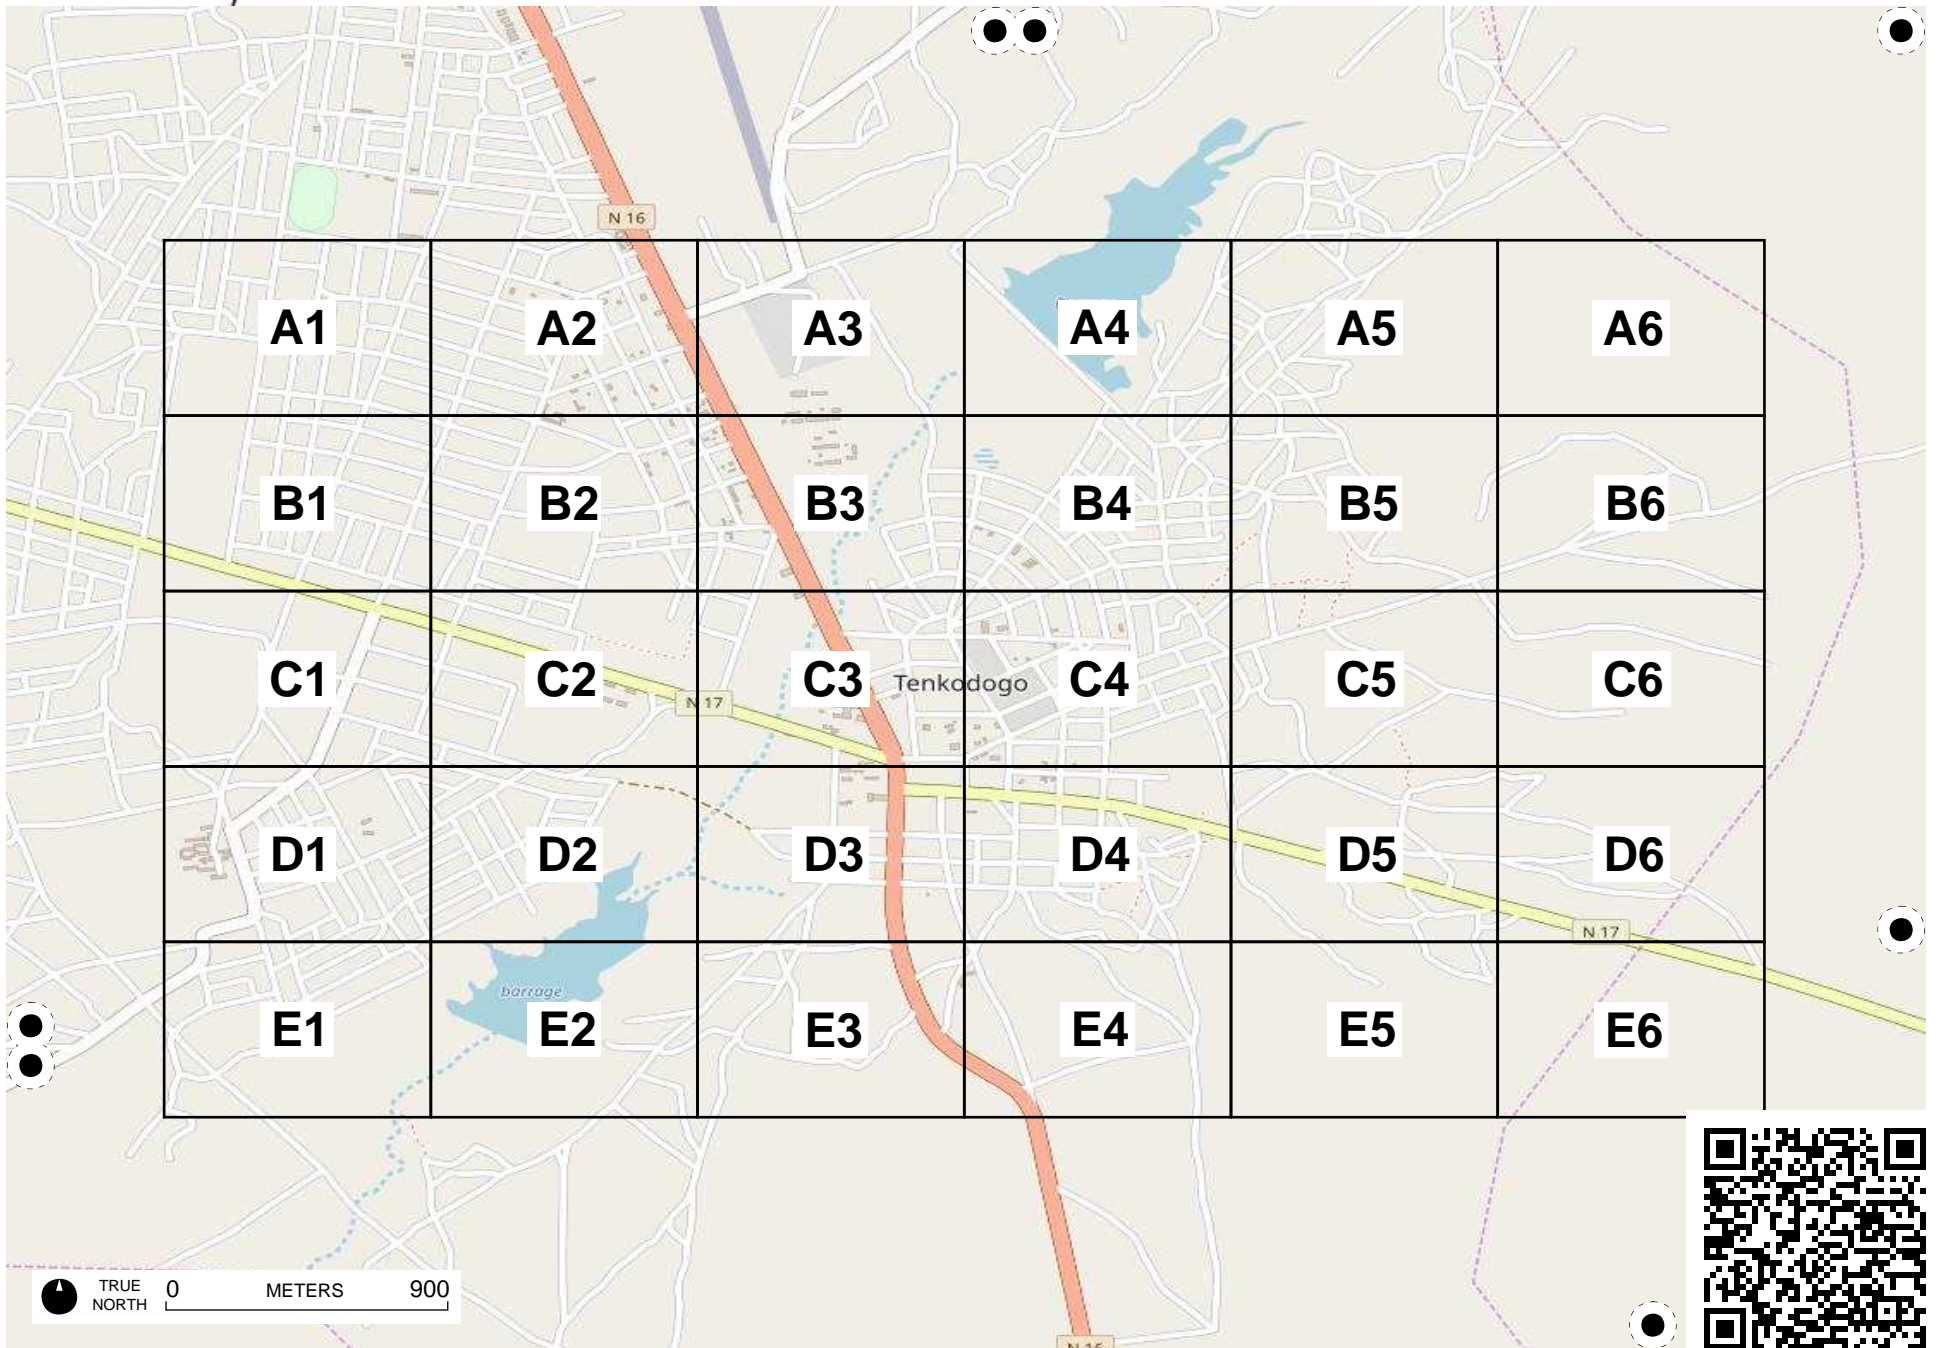 N 16
A1 A2 A3 A4 A5 A6
B1 B2 B3 B4 B5 B6
C1 C2 C3 Tenkodogo C4 C5 C6
N 17
D1 D2 D3 D4 D5 D6
N 17
barrage
E1 E2 E3 E4 E5 E6
TRUE NORTH 0 METERS 900
N 16